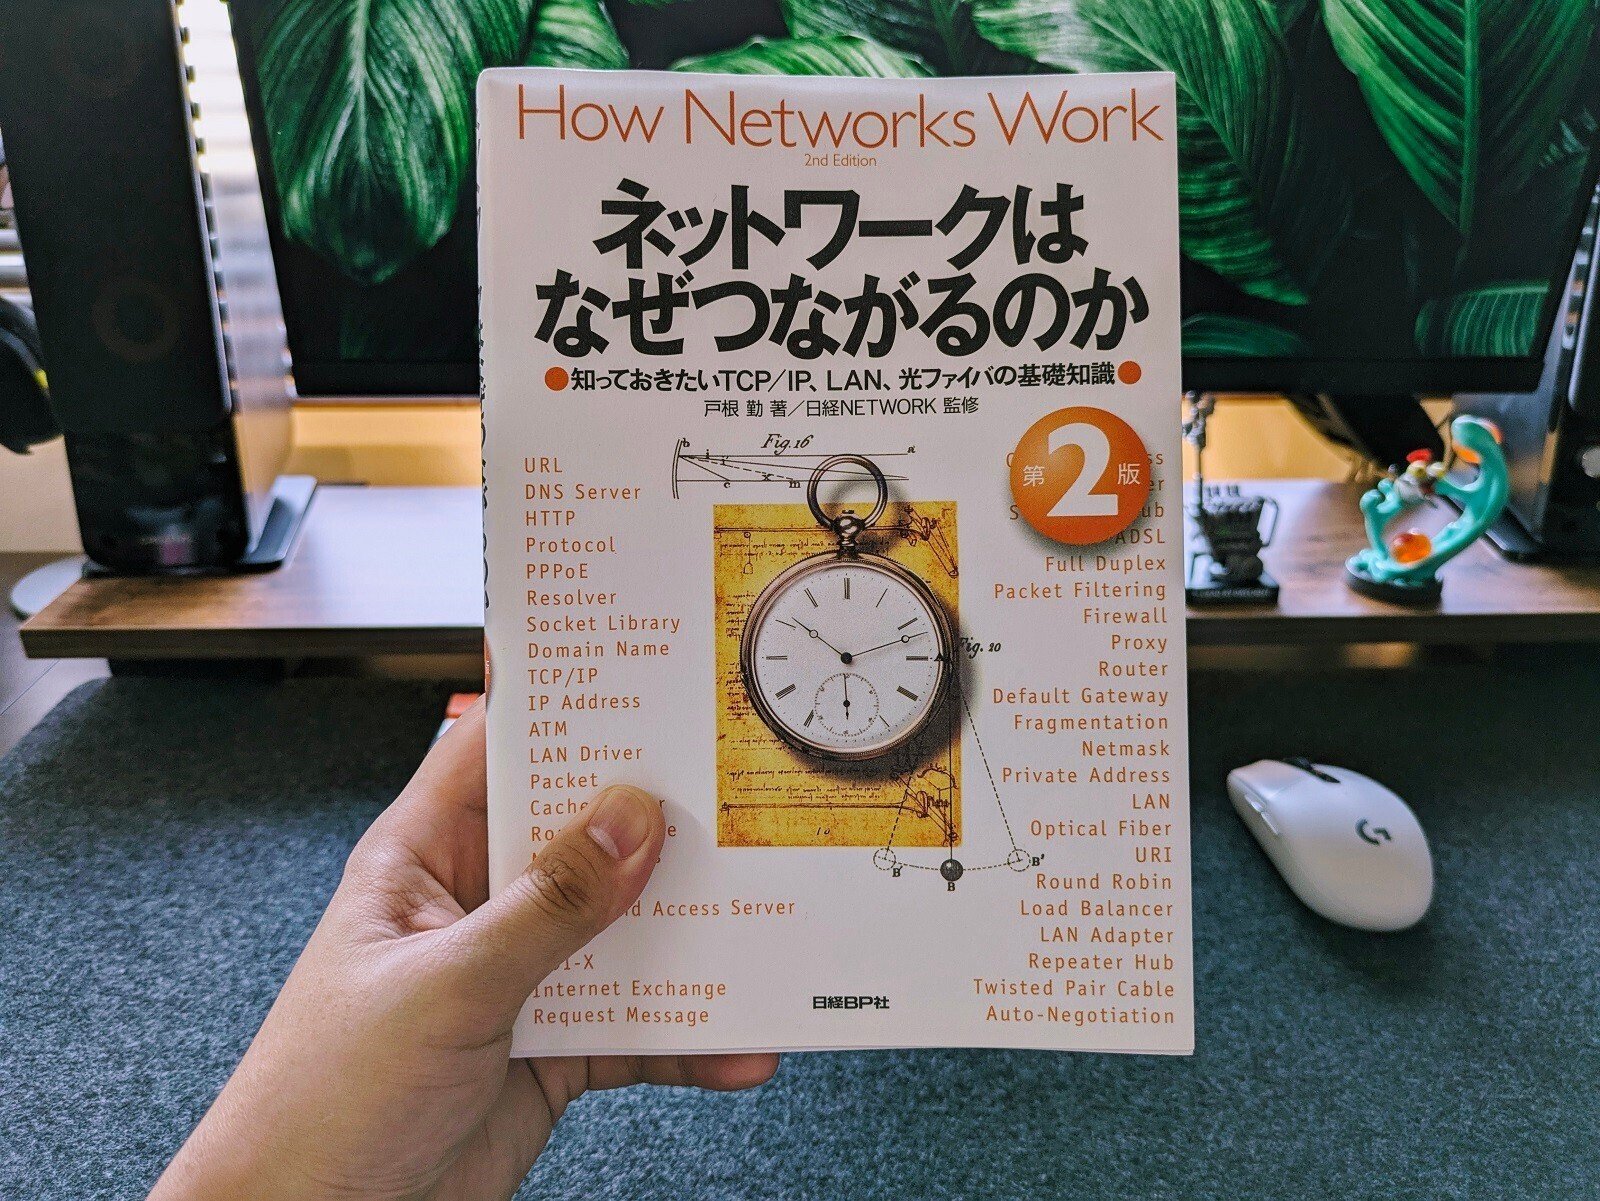 How Networks Work
2nd Edition
ネットワークは
なぜつながるのか
●知っておきたいTCP/IP、LAN、光ファイバの基礎知識●
戸根 勤 著/日経NETWORK 監修
第2版
Fig.16
b
a
c
m
URL
DNS Server
HTTP
Protocol
PPPoE
Resolver
Socket Library
Domain Name
TCP/IP
IP Address
ATM
LAN Driver
Packet
Access Server
Internet Exchange
Request Message
ADSL
Full Duplex
Packet Filtering
Firewall
Proxy
Router
Default Gateway
Fragmentation
Netmask
Private Address
LAN
Optical Fiber
URI
Round Robin
Load Balancer
LAN Adapter
Repeater Hub
Twisted Pair Cable
Auto-Negotiation
Fig. 10
10
B
B
B'
日経BP社
G